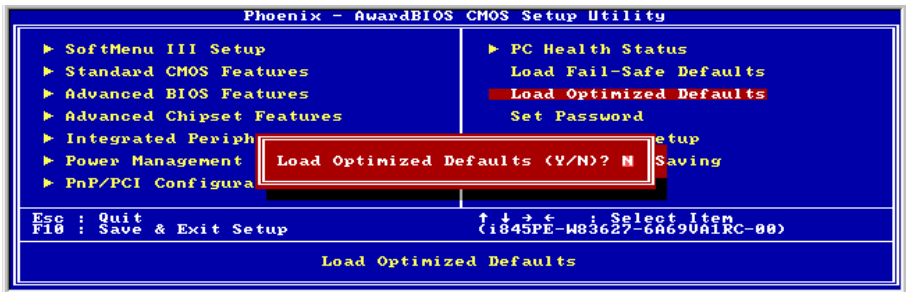 Phoenix - AwardBIOS CMOS Setup Utility
► SoftMenu III Setup
► Standard CMOS Features
► Advanced BIOS Features
► Advanced Chipset Features
► Integrated Periph
► Power Management
► PnP/PCI Configura
► PC Health Status
Load Fail-Safe Defaults
Load Optimized Defaults
Set Password
etup
Saving
Load Optimized Defaults (Y/N)? N
Esc : Quit
F10 : Save & Exit Setup
↑ ↓ → ← : Select Item
(i845PE-W83627-6A69VA1RC-00)
Load Optimized Defaults